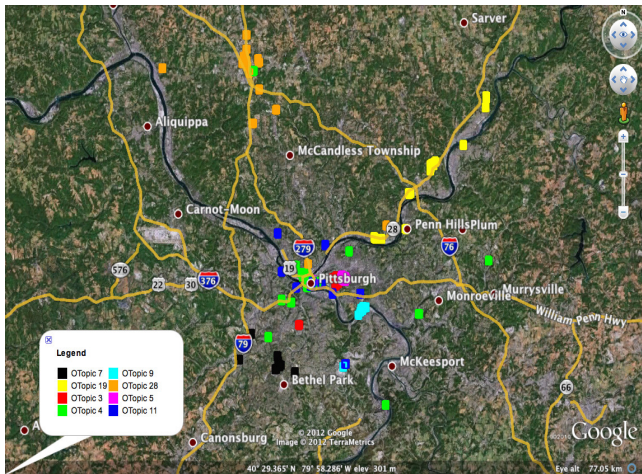 N
Sarver
Aliquippa
McCandless Township
Carnot-Moon
28
Penn Hills
Plum
279
76
19
576
376
Pittsburgh
22
30
Monroeville
Murrysville
William Penn Hwy
79
Legend
OTopic 7
OTopic 9
OTopic 19
OTopic 28
OTopic 3
OTopic 5
OTopic 4
OTopic 11
McKeesport
Bethel Park
66
A
Canonsburg
© 2012 Google
Image © 2012 TerraMetrics
Google
40° 29.365' N 79° 58.286' W elev 301 m
Eye alt 77.05 km